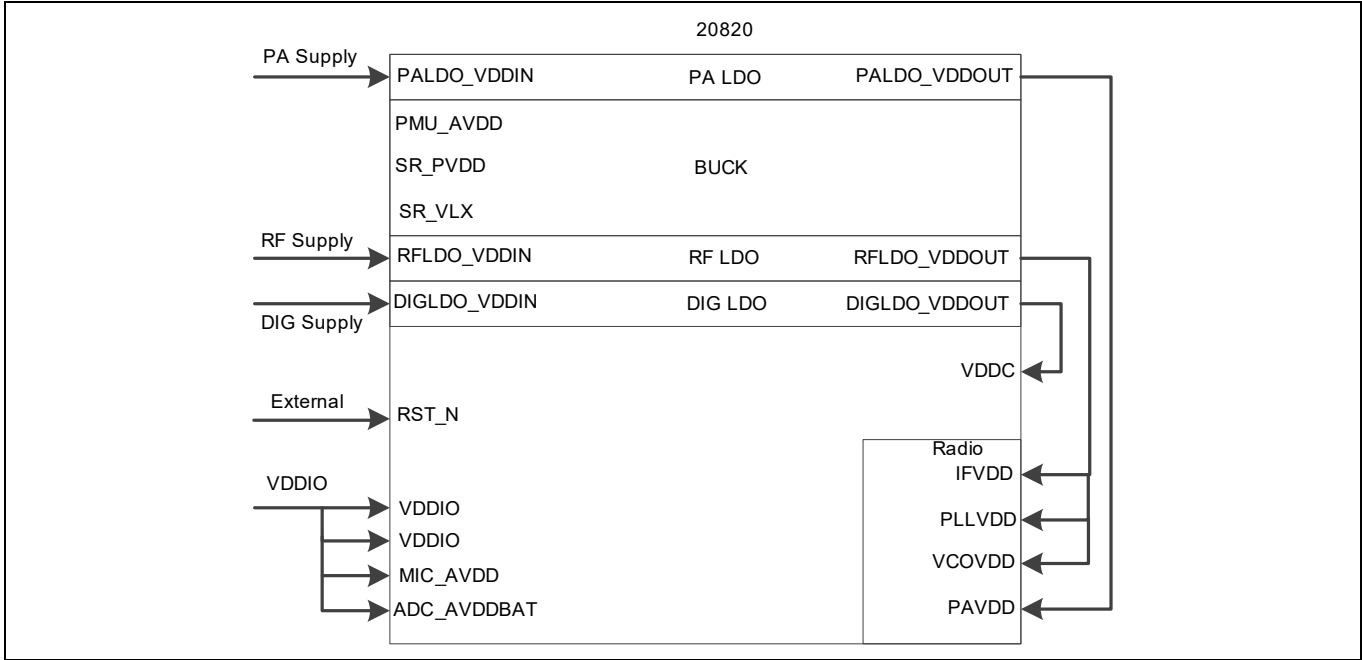 20820
PA Supply
PALDO_VDDIN PA LDO PALDO_VDDOUT
PMU_AVDD
SR_PVDD BUCK
SR_VLX
RF Supply
RFLDO_VDDIN RF LDO RFLDO_VDDOUT
DIGLDO_VDDIN DIG LDO DIGLDO_VDDOUT
DIG Supply
VDDC
External
RST_N
Radio
IFVDD
VDDIO
VDDIO
PLLVDD
VDDIO
VCOVDD
MIC_AVDD
ADC_AVDDBAT
PAVDD